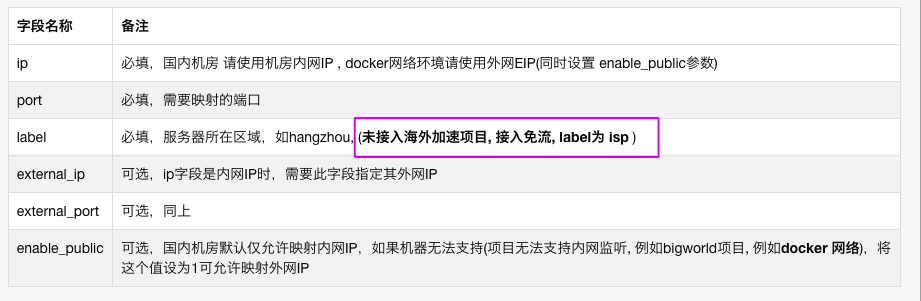 字段名称 备注
ip 必填，国内机房 请使用机房内网IP , docker网络环境请使用外网EIP(同时设置 enable_public参数)
port 必填，需要映射的端口
label 必填，服务器所在区域，如hangzhou, (未接入海外加速项目, 接入免流, label为 isp )
external_ip 可选，ip字段是内网IP时，需要此字段指定其外网IP
external_port 可选，同上
enable_public 可选，国内机房默认仅允许映射内网IP，如果机器无法支持(项目无法支持内网监听, 例如bigworld项目, 例如docker 网络)，将
这个值设为1可允许映射外网IP